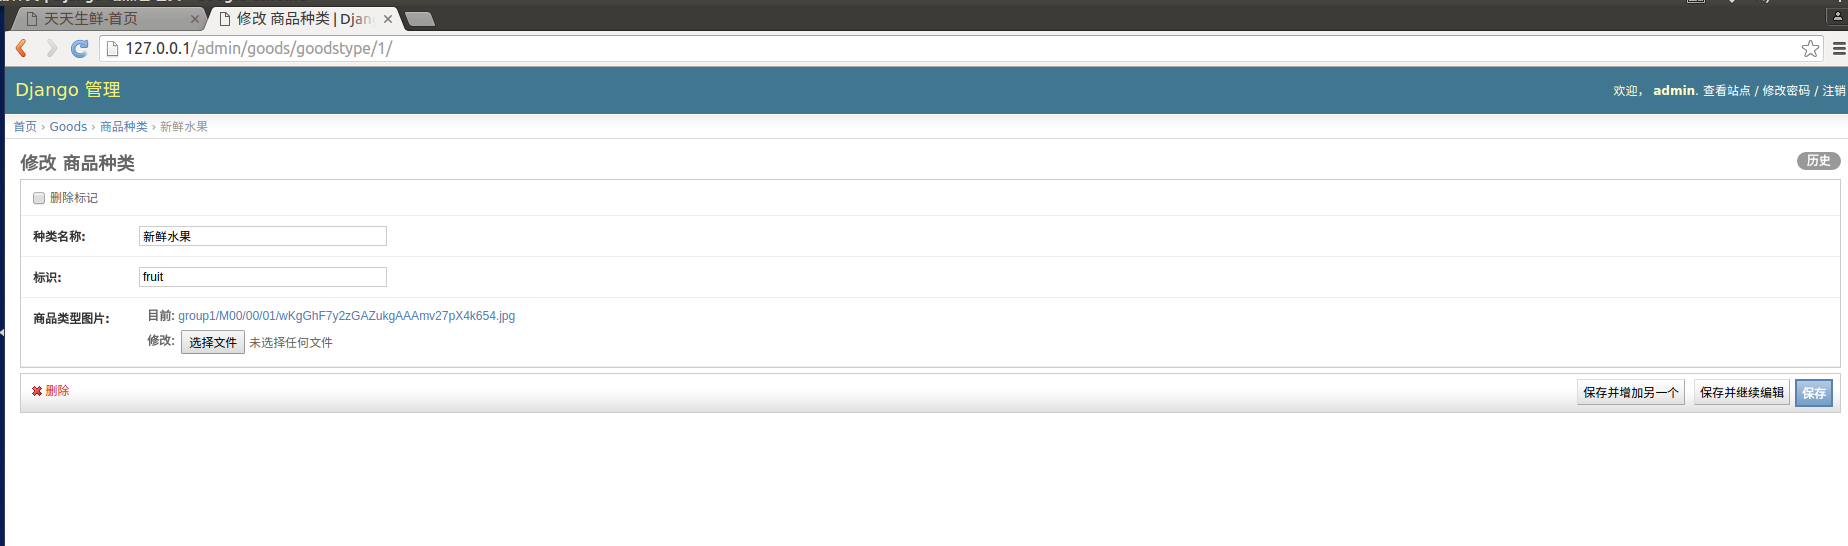 天天生鲜-首页
修改 商品种类 | Djan
127.0.0.1/admin/goods/goodstype/1/
Django 管理
欢迎， admin. 查看站点 / 修改密码 / 注销
首页 › Goods › 商品种类 › 新鲜水果
修改 商品种类
历史
删除标记
种类名称: 新鲜水果
标识: fruit
商品类型图片: 目前: group1/M00/00/01/wKgGhF7y2zGAZukgAAAmv27pX4k654.jpg
修改: 选择文件 未选择任何文件
删除
保存并增加另一个 保存并继续编辑 保存